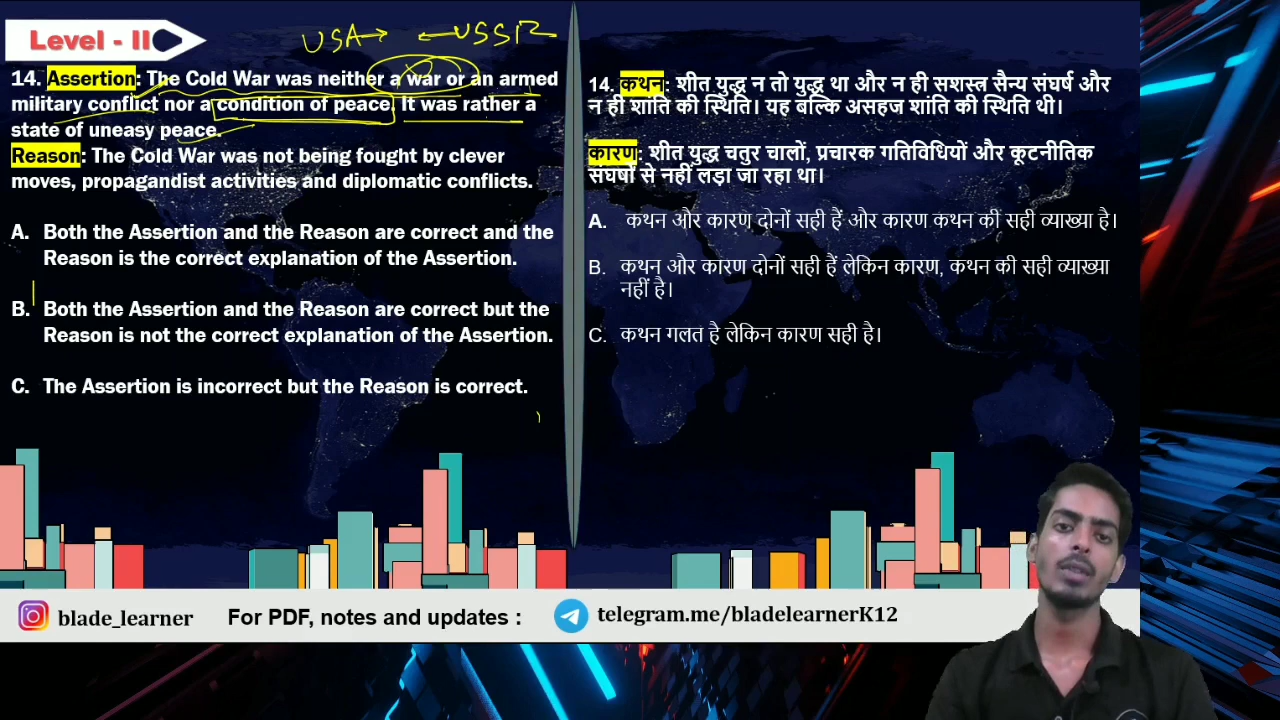 Level - II
USA → ← USSR
14. Assertion: The Cold War was neither a war or an armed
military conflict nor a condition of peace. It was rather a
state of uneasy peace.
Reason: The Cold War was not being fought by clever
moves, propagandist activities and diplomatic conflicts.
A. Both the Assertion and the Reason are correct and the
Reason is the correct explanation of the Assertion.
B. Both the Assertion and the Reason are correct but the
Reason is not the correct explanation of the Assertion.
C. The Assertion is incorrect but the Reason is correct.
14. कथन: शीत युद्ध न तो युद्ध था और न ही सशस्त्र सैन्य संघर्ष और
न ही शांति की स्थिति। यह बल्कि असहज शांति की स्थिति थी।
कारण: शीत युद्ध चतुर चालों, प्रचारक गतिविधियों और कूटनीतिक
संघर्षों से नहीं लड़ा जा रहा था।
A. कथन और कारण दोनों सही हैं और कारण कथन की सही व्याख्या है।
B. कथन और कारण दोनों सही हैं लेकिन कारण, कथन की सही व्याख्या
नहीं है।
C. कथन गलत है लेकिन कारण सही है।
blade_learner For PDF, notes and updates : telegram.me/bladelearnerK12